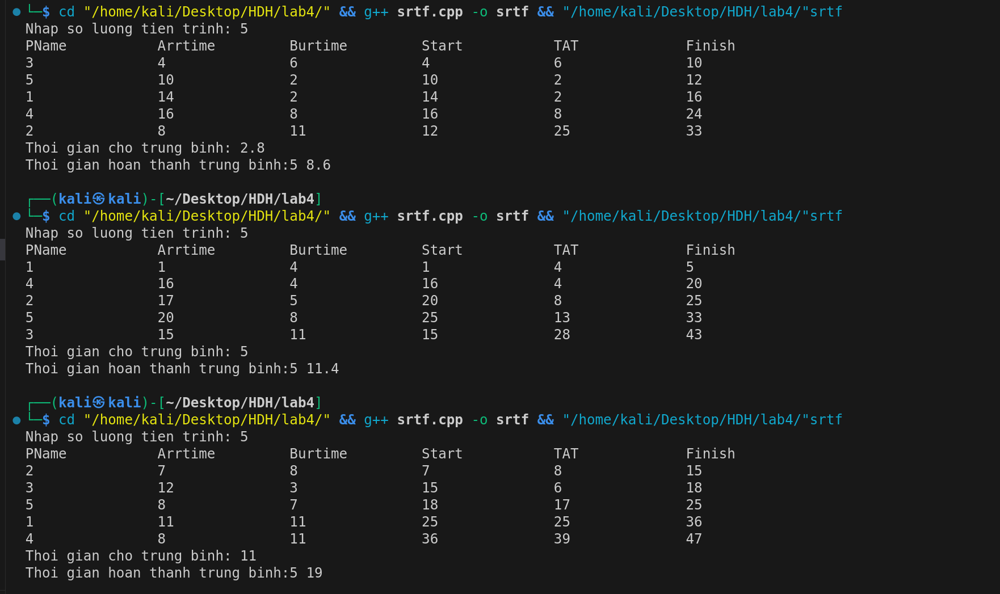 └─$ cd "/home/kali/Desktop/HDH/lab4/" && g++ srtf.cpp -o srtf && "/home/kali/Desktop/HDH/lab4/"srtf
Nhap so luong tien trinh: 5
PName Arrtime Burtime Start TAT Finish
3 4 6 4 6 10
5 10 2 10 2 12
1 14 2 14 2 16
4 16 8 16 8 24
2 8 11 12 25 33
Thoi gian cho trung binh: 2.8
Thoi gian hoan thanh trung binh:5 8.6
┌──(kali㉿kali)-[~/Desktop/HDH/lab4]
└─$ cd "/home/kali/Desktop/HDH/lab4/" && g++ srtf.cpp -o srtf && "/home/kali/Desktop/HDH/lab4/"srtf
Nhap so luong tien trinh: 5
PName Arrtime Burtime Start TAT Finish
1 1 4 1 4 5
4 16 4 16 4 20
2 17 5 20 8 25
5 20 8 25 13 33
3 15 11 15 28 43
Thoi gian cho trung binh: 5
Thoi gian hoan thanh trung binh:5 11.4
┌──(kali㉿kali)-[~/Desktop/HDH/lab4]
└─$ cd "/home/kali/Desktop/HDH/lab4/" && g++ srtf.cpp -o srtf && "/home/kali/Desktop/HDH/lab4/"srtf
Nhap so luong tien trinh: 5
PName Arrtime Burtime Start TAT Finish
2 7 8 7 8 15
3 12 3 15 6 18
5 8 7 18 17 25
1 11 11 25 25 36
4 8 11 36 39 47
Thoi gian cho trung binh: 11
Thoi gian hoan thanh trung binh:5 19